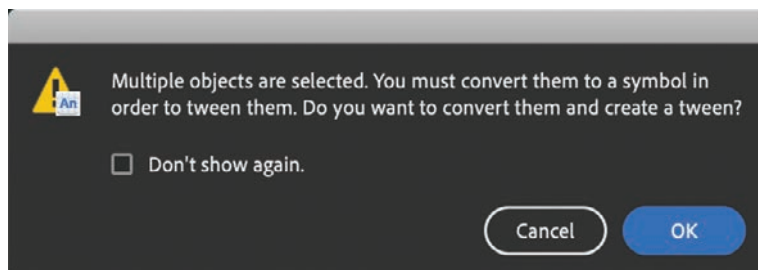 An
Multiple objects are selected. You must convert them to a symbol in
order to tween them. Do you want to convert them and create a tween?
Don't show again.
Cancel OK